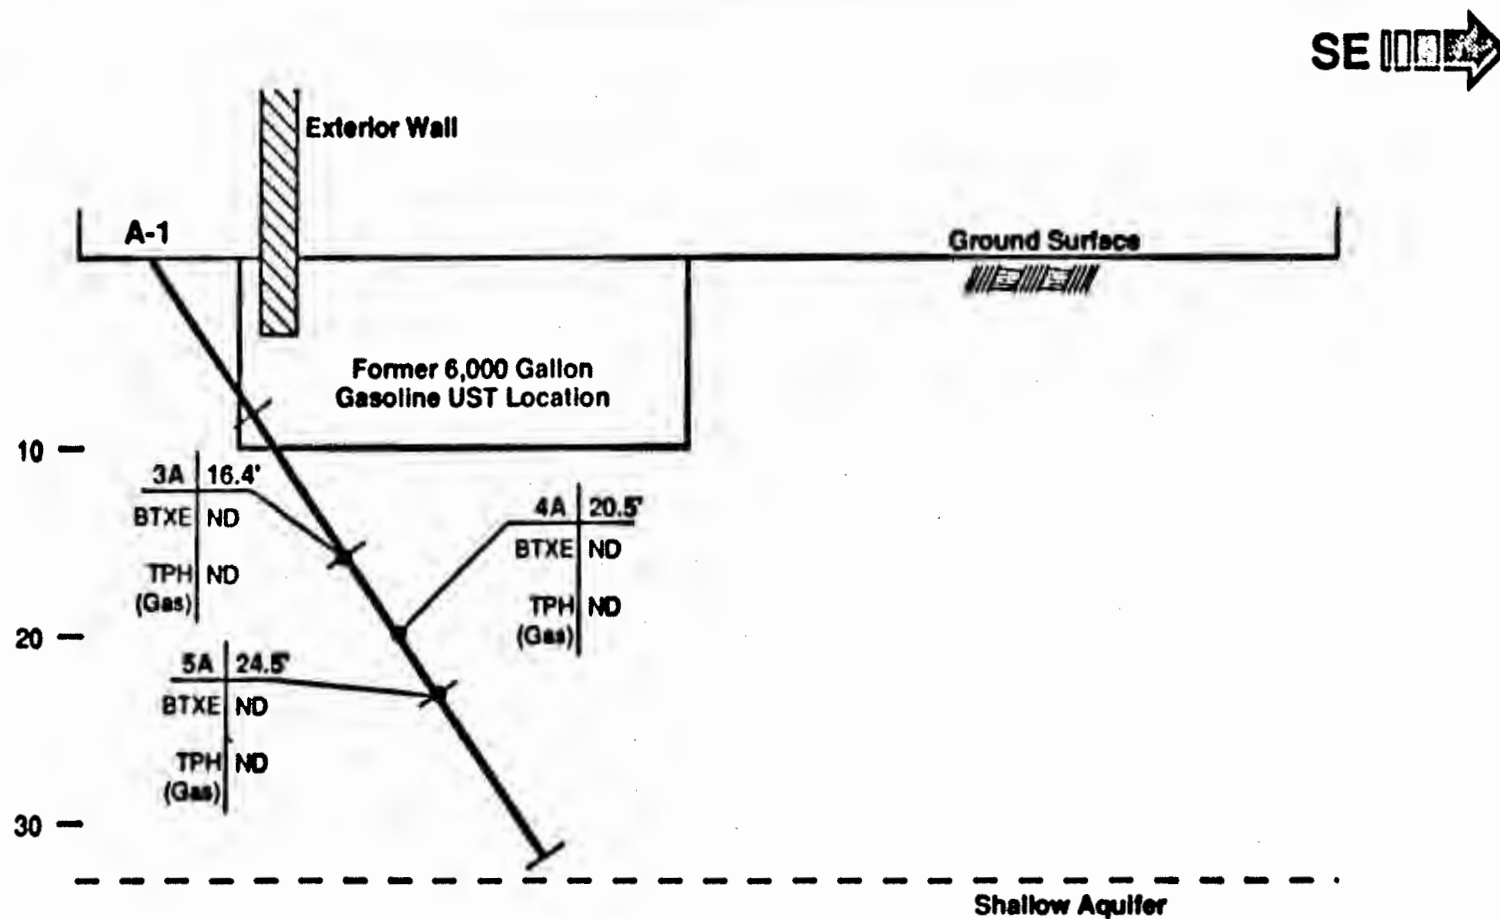 SE
Exterior Wall
A-1
Ground Surface
Former 6,000 Gallon
Gasoline UST Location
10
3A 16.4'
BTXE ND
TPH ND
(Gas)
4A 20.5'
BTXE ND
TPH ND
(Gas)
20
5A 24.5'
BTXE ND
TPH ND
(Gas)
30
Shallow Aquifer